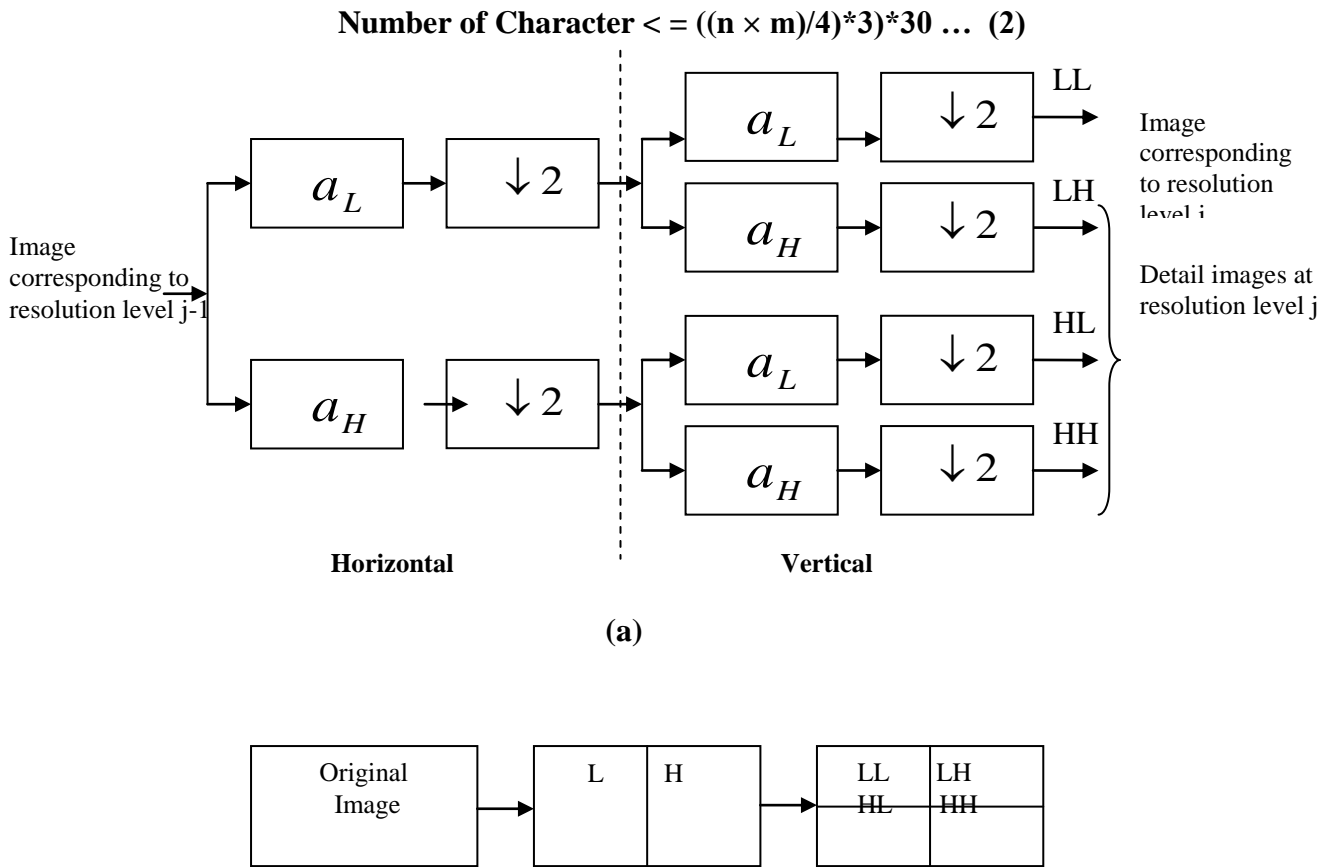 Number of Character < = ((n × m)/4)*3)*30 … (2)
Image
corresponding to
resolution level j-1
a_L
↓ 2
a_H
↓ 2
a_L
↓ 2
LL
a_H
↓ 2
LH
a_L
↓ 2
HL
a_H
↓ 2
HH
Image
corresponding
to resolution
level j
Detail images at
resolution level j
Horizontal
Vertical
(a)
Original
Image
L H
LL LH
HL HH